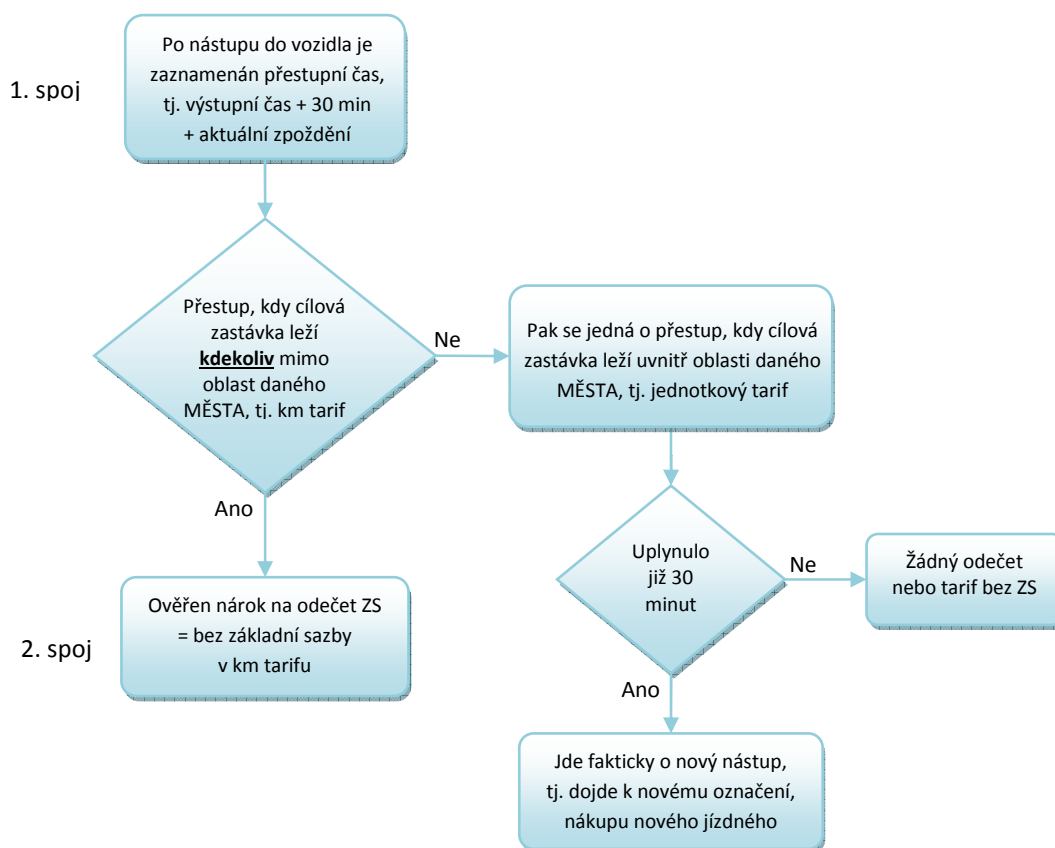 1. spoj
Po nástupu do vozidla je
zaznamenán přestupní čas,
tj. výstupní čas + 30 min
+ aktuální zpoždění
Přestup, kdy cílová
zastávka leží
kdekoliv mimo
oblast daného
MĚSTA, tj. km tarif
Ne
Pak se jedná o přestup, kdy cílová
zastávka leží uvnitř oblasti daného
MĚSTA, tj. jednotkový tarif
Ano
Uplynulo
již 30
minut
Ne
Žádný odečet
nebo tarif bez ZS
2. spoj
Ověřen nárok na odečet ZS
= bez základní sazby
v km tarifu
Ano
Jde fakticky o nový nástup,
tj. dojde k novému označení,
nákupu nového jízdného